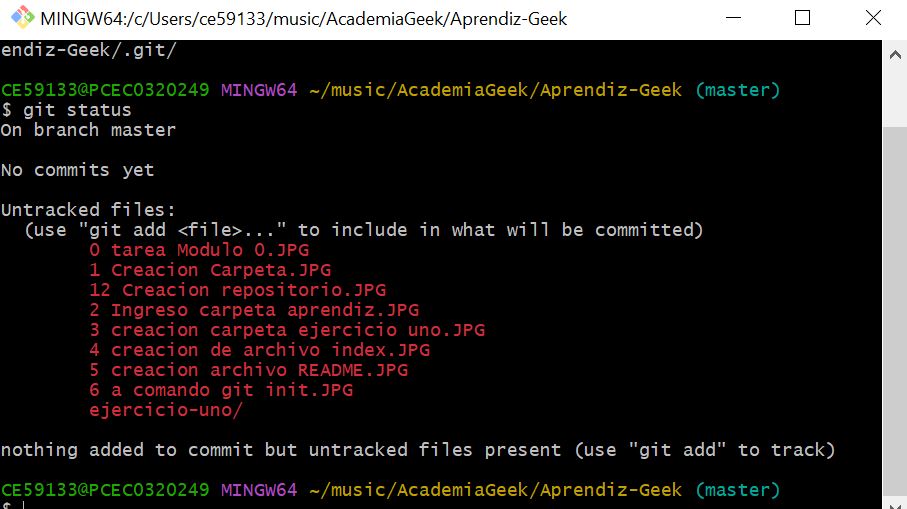 MINGW64:/c/Users/ce59133/music/AcademiaGeek/Aprendiz-Geek
endiz-Geek/.git/
CE59133@PCEC0320249 MINGW64 ~/music/AcademiaGeek/Aprendiz-Geek (master)
$ git status
On branch master
No commits yet
Untracked files:
(use "git add <file>..." to include in what will be committed)
0 tarea Modulo 0.JPG
1 Creacion Carpeta.JPG
12 Creacion repositorio.JPG
2 Ingreso carpeta aprendiz.JPG
3 creacion carpeta ejercicio uno.JPG
4 creacion de archivo index.JPG
5 creacion archivo README.JPG
6 a comando git init.JPG
ejercicio-uno/
nothing added to commit but untracked files present (use "git add" to track)
CE59133@PCEC0320249 MINGW64 ~/music/AcademiaGeek/Aprendiz-Geek (master)
$